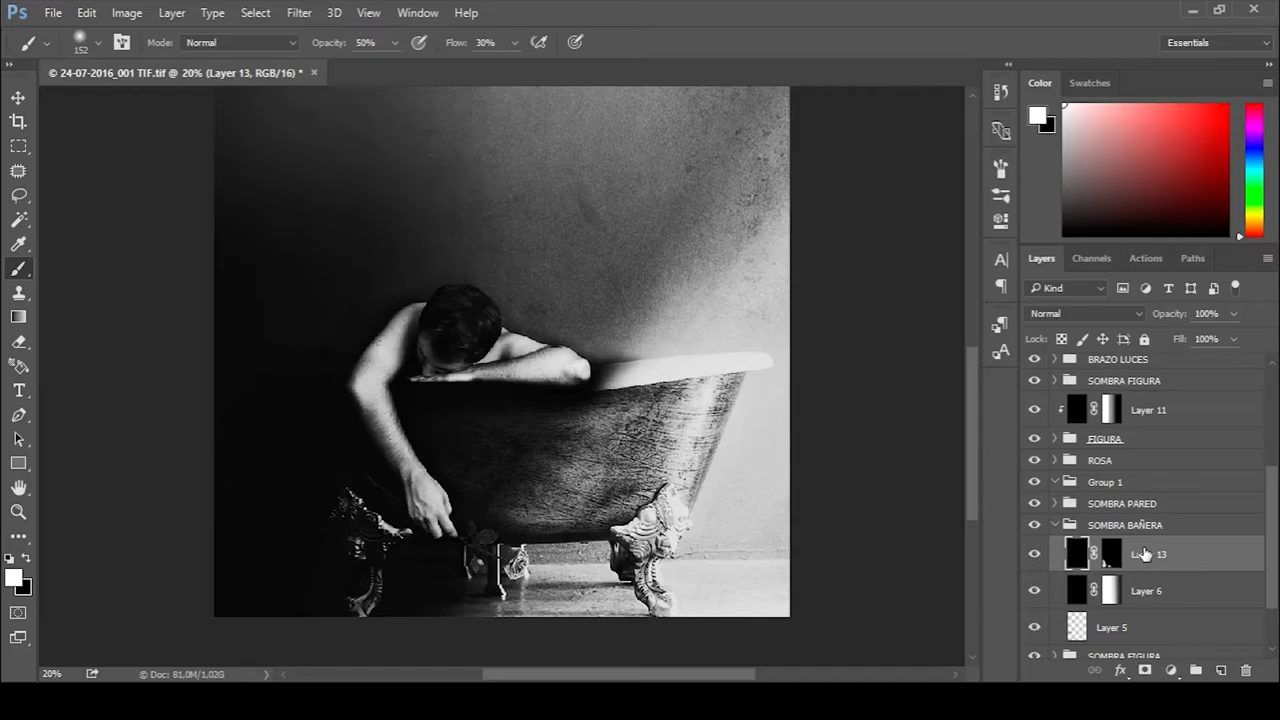 Ps File Edit Image Layer Type Select Filter 3D View Window Help
152 Mode: Normal Opacity: 50% Flow: 30% Essentials
© 24-07-2016_001 TIF.tif @ 20% (Layer 13, RGB/16) *
Color Swatches
Layers Channels Actions Paths
Kind
Normal Opacity: 100%
Lock: Fill: 100%
BRAZO LUCES
SOMBRA FIGURA
Layer 11
FIGURA
ROSA
Group 1
SOMBRA PARED
SOMBRA BAÑERA
Layer 13
Layer 6
Layer 5
SOMBRA FIGURA
20% © Doc: 81,0M/1,02G